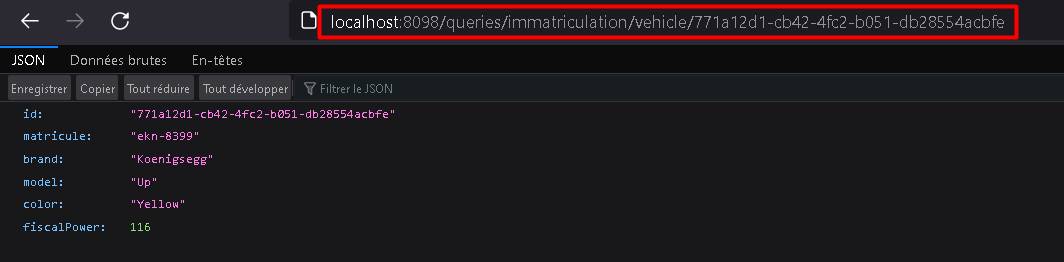 localhost:8098/queries/immatriculation/vehicle/771a12d1-cb42-4fc2-b051-db28554acbfe
JSON Données brutes En-têtes
Enregistrer Copier Tout réduire Tout développer Filtrer le JSON
id: "771a12d1-cb42-4fc2-b051-db28554acbfe"
matricule: "ekn-8399"
brand: "Koenigsegg"
model: "Up"
color: "Yellow"
fiscalPower: 116